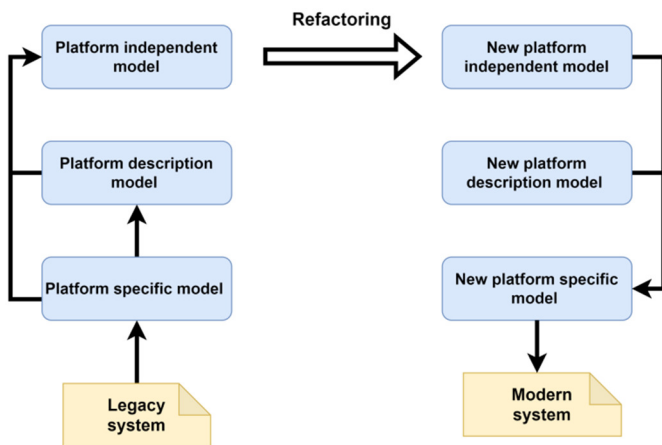 Refactoring
Platform independent
model
New platform
independent model
Platform description
model
New platform
description model
Platform specific model
New platform specific
model
Legacy
system
Modern
system